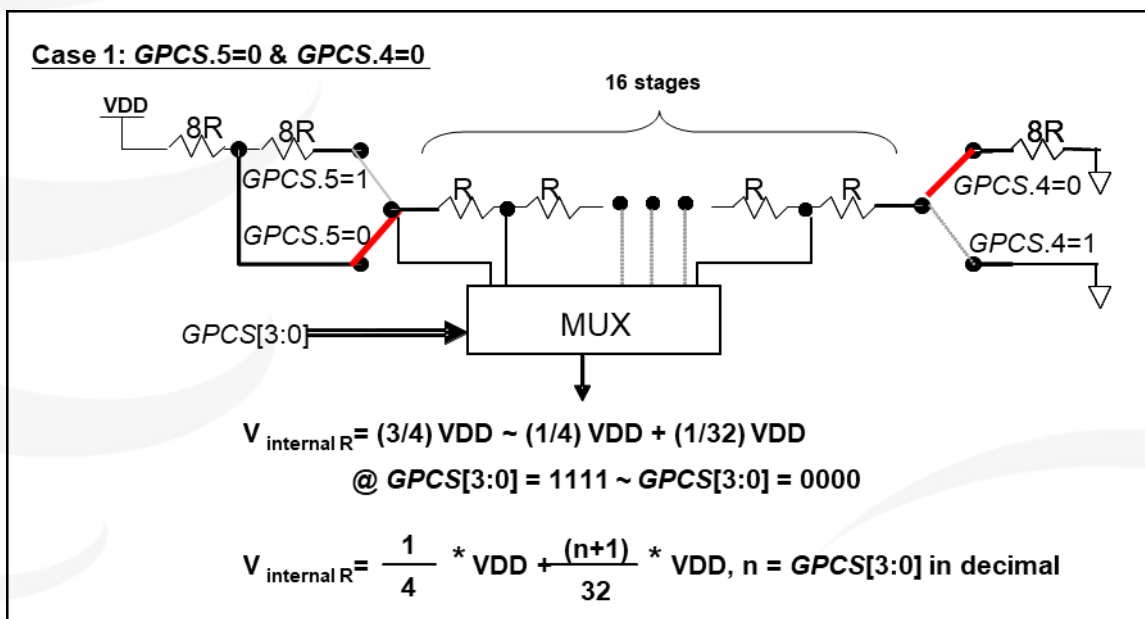 Case 1: GPCS.5=0 & GPCS.4=0
16 stages
VDD
8R
8R
8R
GPCS.5=1
R
R
R
R
GPCS.4=0
GPCS.5=0
GPCS.4=1
MUX
GPCS[3:0]
V internal R = (3/4) VDD ~ (1/4) VDD + (1/32) VDD
@ GPCS[3:0] = 1111 ~ GPCS[3:0] = 0000
V internal R = 1/4 * VDD + (n+1)/32 * VDD, n = GPCS[3:0] in decimal